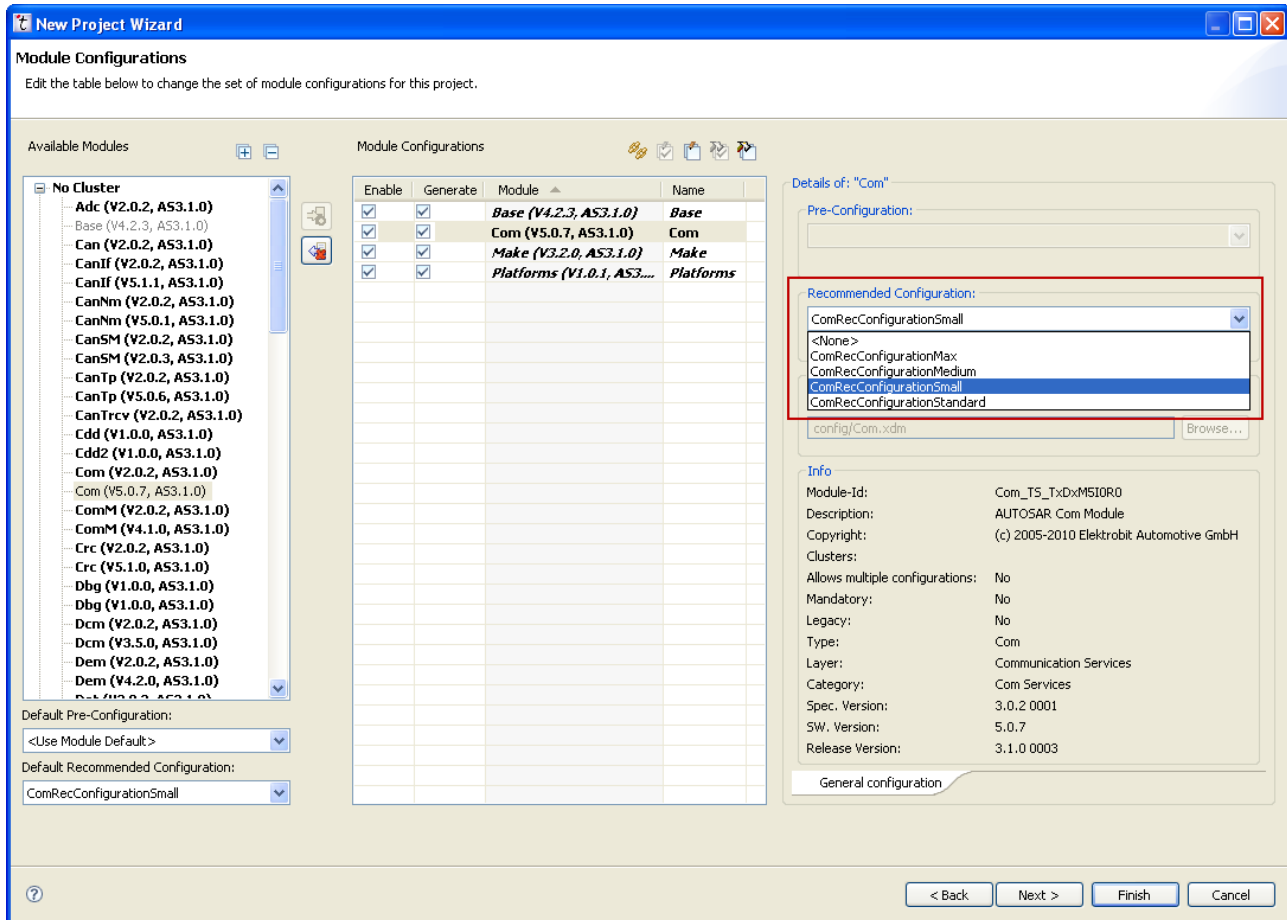 New Project Wizard
Module Configurations
Edit the table below to change the set of module configurations for this project.
Available Modules
No Cluster
Adc (V2.0.2, AS3.1.0)
Base (V4.2.3, AS3.1.0)
Can (V2.0.2, AS3.1.0)
CanIf (V2.0.2, AS3.1.0)
CanIf (V5.1.1, AS3.1.0)
CanNm (V2.0.2, AS3.1.0)
CanNm (V5.0.1, AS3.1.0)
CanSM (V2.0.2, AS3.1.0)
CanSM (V2.0.3, AS3.1.0)
CanTp (V2.0.2, AS3.1.0)
CanTp (V5.0.6, AS3.1.0)
CanTrcv (V2.0.2, AS3.1.0)
Cdd (V1.0.0, AS3.1.0)
Cdd2 (V1.0.0, AS3.1.0)
Com (V2.0.2, AS3.1.0)
Com (V5.0.7, AS3.1.0)
ComM (V2.0.2, AS3.1.0)
ComM (V4.1.0, AS3.1.0)
Crc (V2.0.2, AS3.1.0)
Crc (V5.1.0, AS3.1.0)
Dbg (V1.0.0, AS3.1.0)
Dbg (V1.0.0, AS3.1.0)
Dcm (V2.0.2, AS3.1.0)
Dcm (V3.5.0, AS3.1.0)
Dem (V2.0.2, AS3.1.0)
Dem (V4.2.0, AS3.1.0)
Default Pre-Configuration:
<Use Module Default>
Default Recommended Configuration:
ComRecConfigurationSmall
Module Configurations
Enable Generate Module Name
Base (V4.2.3, AS3.1.0) Base
Com (V5.0.7, AS3.1.0) Com
Make (V3.2.0, AS3.1.0) Make
Platforms (V1.0.1, AS3.... Platforms
Details of: "Com"
Pre-Configuration:
Recommended Configuration:
ComRecConfigurationSmall
<None>
ComRecConfigurationMax
ComRecConfigurationMedium
ComRecConfigurationSmall
ComRecConfigurationStandard
config/Com.xdm Browse...
Info
Module-Id: Com_TS_TxDxM5I0R0
Description: AUTOSAR Com Module
Copyright: (c) 2005-2010 Elektrobit Automotive GmbH
Clusters:
Allows multiple configurations: No
Mandatory: No
Legacy: No
Type: Com
Layer: Communication Services
Category: Com Services
Spec. Version: 3.0.2 0001
SW. Version: 5.0.7
Release Version: 3.1.0 0003
General configuration
? < Back Next > Finish Cancel